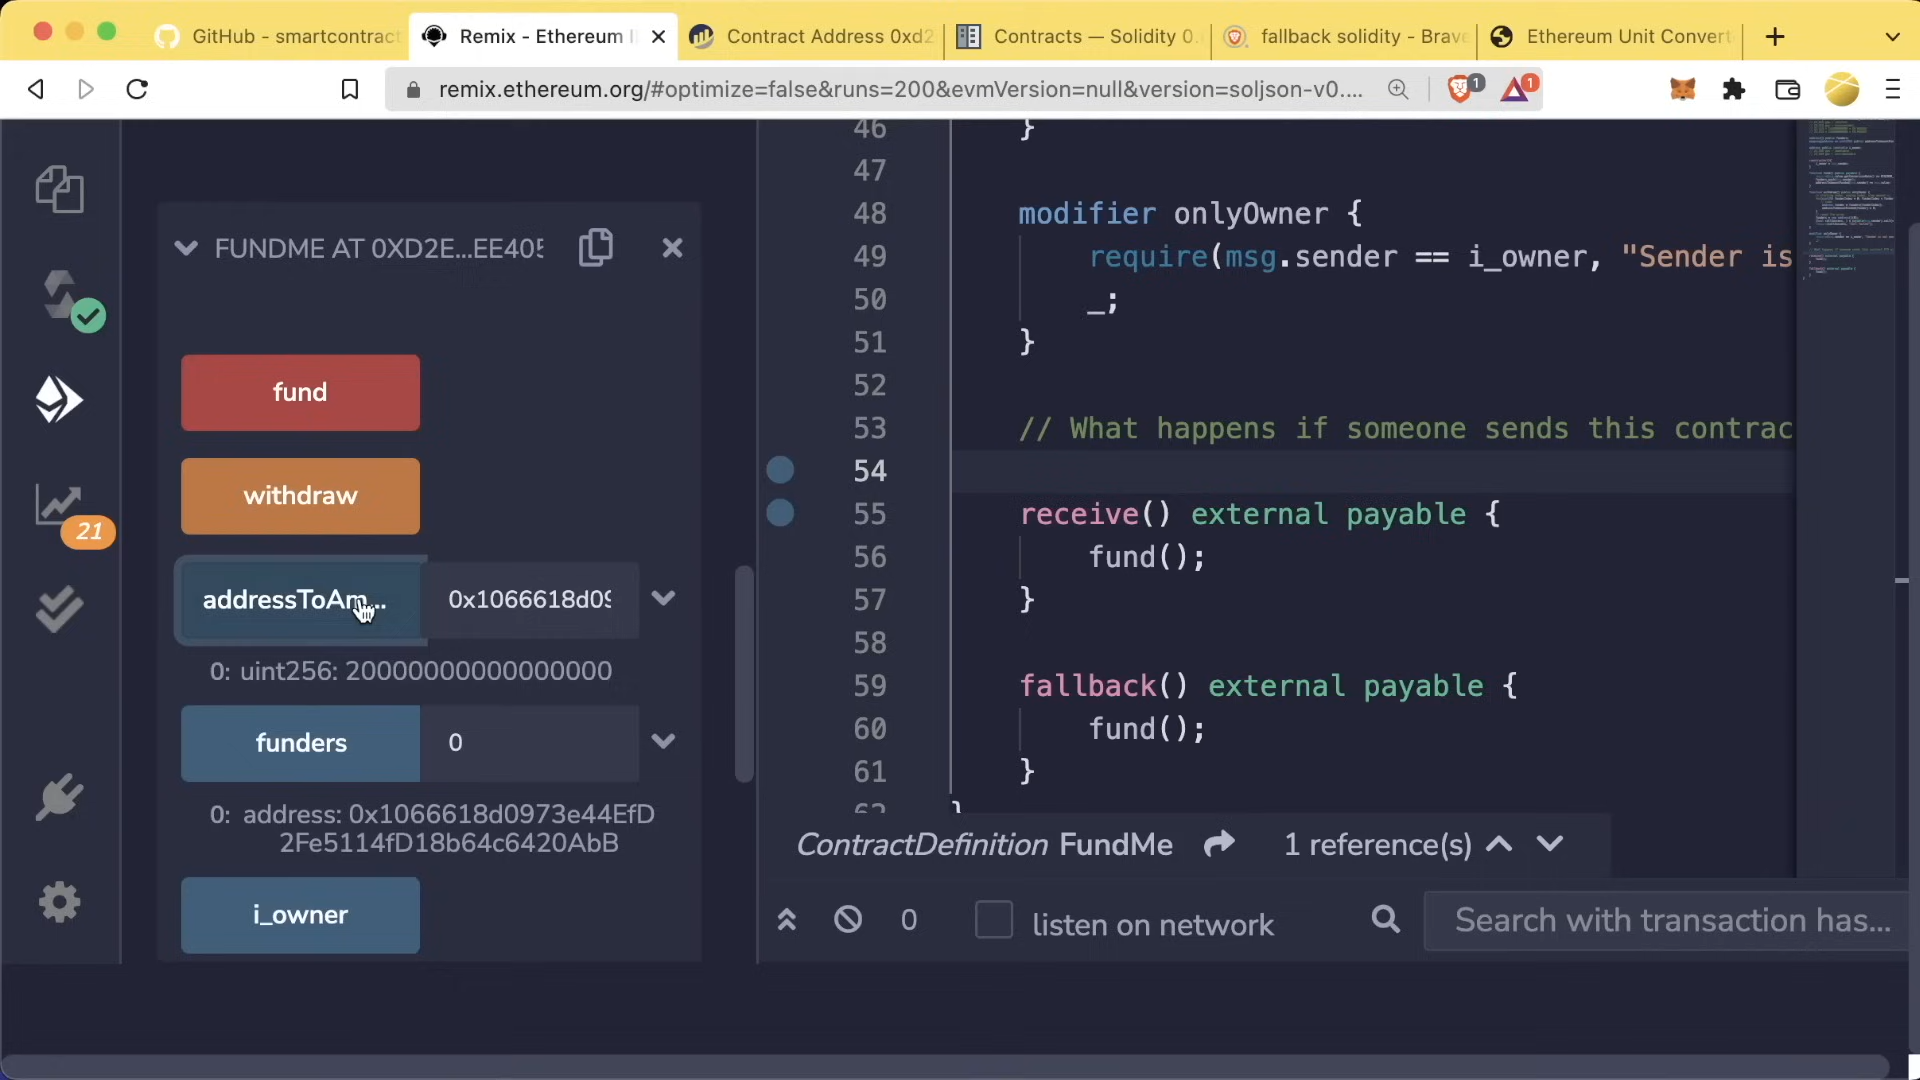 GitHub - smartcontract
Remix - Ethereum I
Contract Address 0xd2
Contracts — Solidity 0.
fallback solidity - Brave
Ethereum Unit Convert
remix.ethereum.org/#optimize=false&runs=200&evmVersion=null&version=soljson-v0....
1
1
21
FUNDME AT 0XD2E...EE405
fund
withdraw
addressToAm...
0x1066618d09
0: uint256: 20000000000000000
funders
0
0: address: 0x1066618d0973e44EfD
2Fe5114fD18b64c6420AbB
i_owner
46 }
47
48 modifier onlyOwner {
49 require(msg.sender == i_owner, "Sender is
50 _;
51 }
52
53 // What happens if someone sends this contrac
54
55 receive() external payable {
56 fund();
57 }
58
59 fallback() external payable {
60 fund();
61 }
62 }
ContractDefinition FundMe
1 reference(s)
0
listen on network
Search with transaction has...